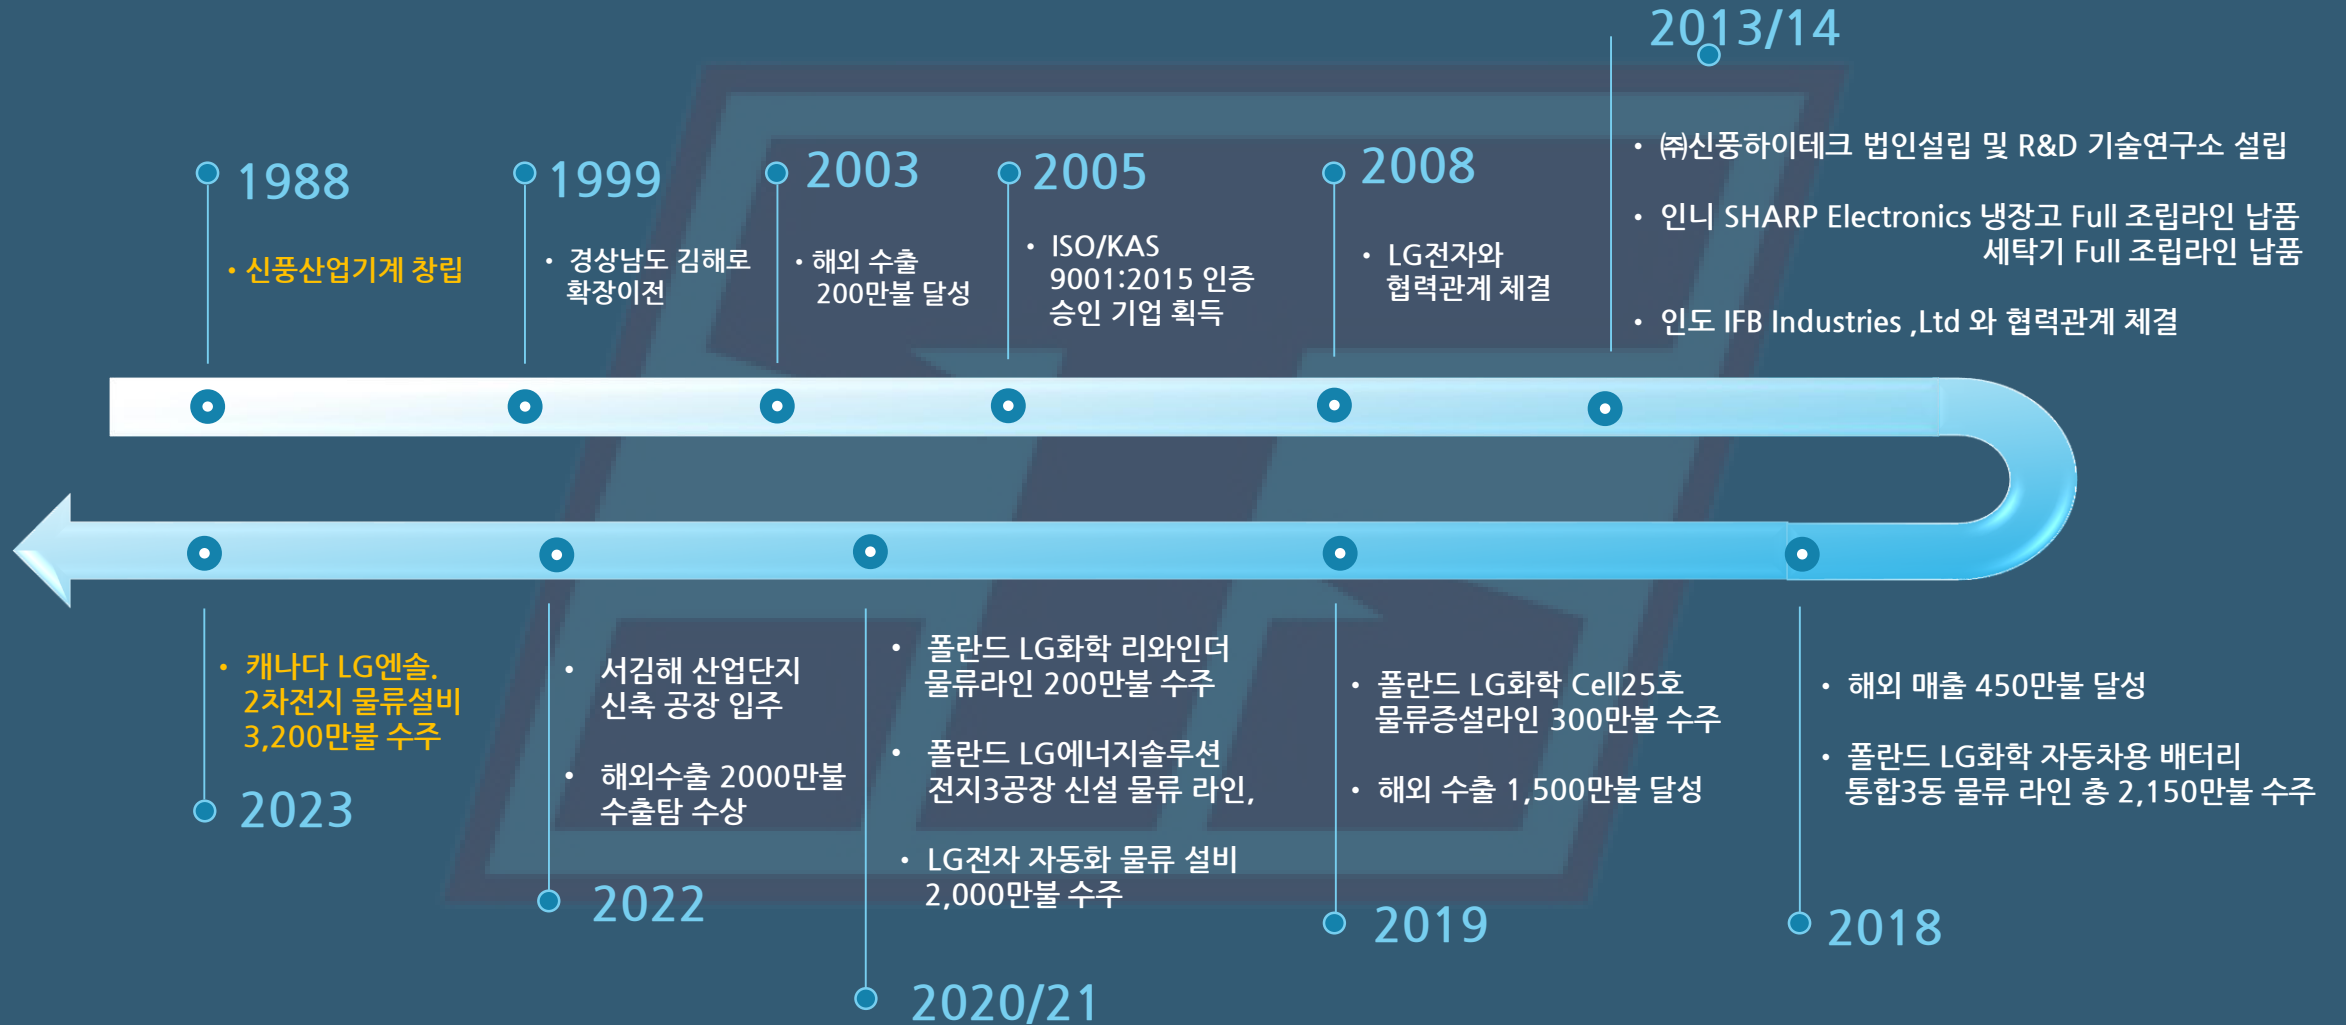 1988
• 신풍산업기계 창립
1999
• 경상남도 김해로
확장이전
2003
• 해외 수출
200만불 달성
2005
• ISO/KAS
9001:2015 인증
승인 기업 획득
2008
• LG전자와
협력관계 체결
2013/14
• ㈜신풍하이테크 법인설립 및 R&D 기술연구소 설립
• 인니 SHARP Electronics 냉장고 Full 조립라인 납품
세탁기 Full 조립라인 납품
• 인도 IFB Industries ,Ltd 와 협력관계 체결
• 해외 매출 450만불 달성
• 폴란드 LG화학 자동차용 배터리
통합3동 물류 라인 총 2,150만불 수주
2018
• 폴란드 LG화학 Cell25호
물류증설라인 300만불 수주
• 해외 수출 1,500만불 달성
2019
• 폴란드 LG화학 리와인더
물류라인 200만불 수주
• 폴란드 LG에너지솔루션
전지3공장 신설 물류 라인,
• LG전자 자동화 물류 설비
2,000만불 수주
2020/21
• 서김해 산업단지
신축 공장 입주
• 해외수출 2000만불
수출탑 수상
2022
• 캐나다 LG엔솔.
2차전지 물류설비
3,200만불 수주
2023